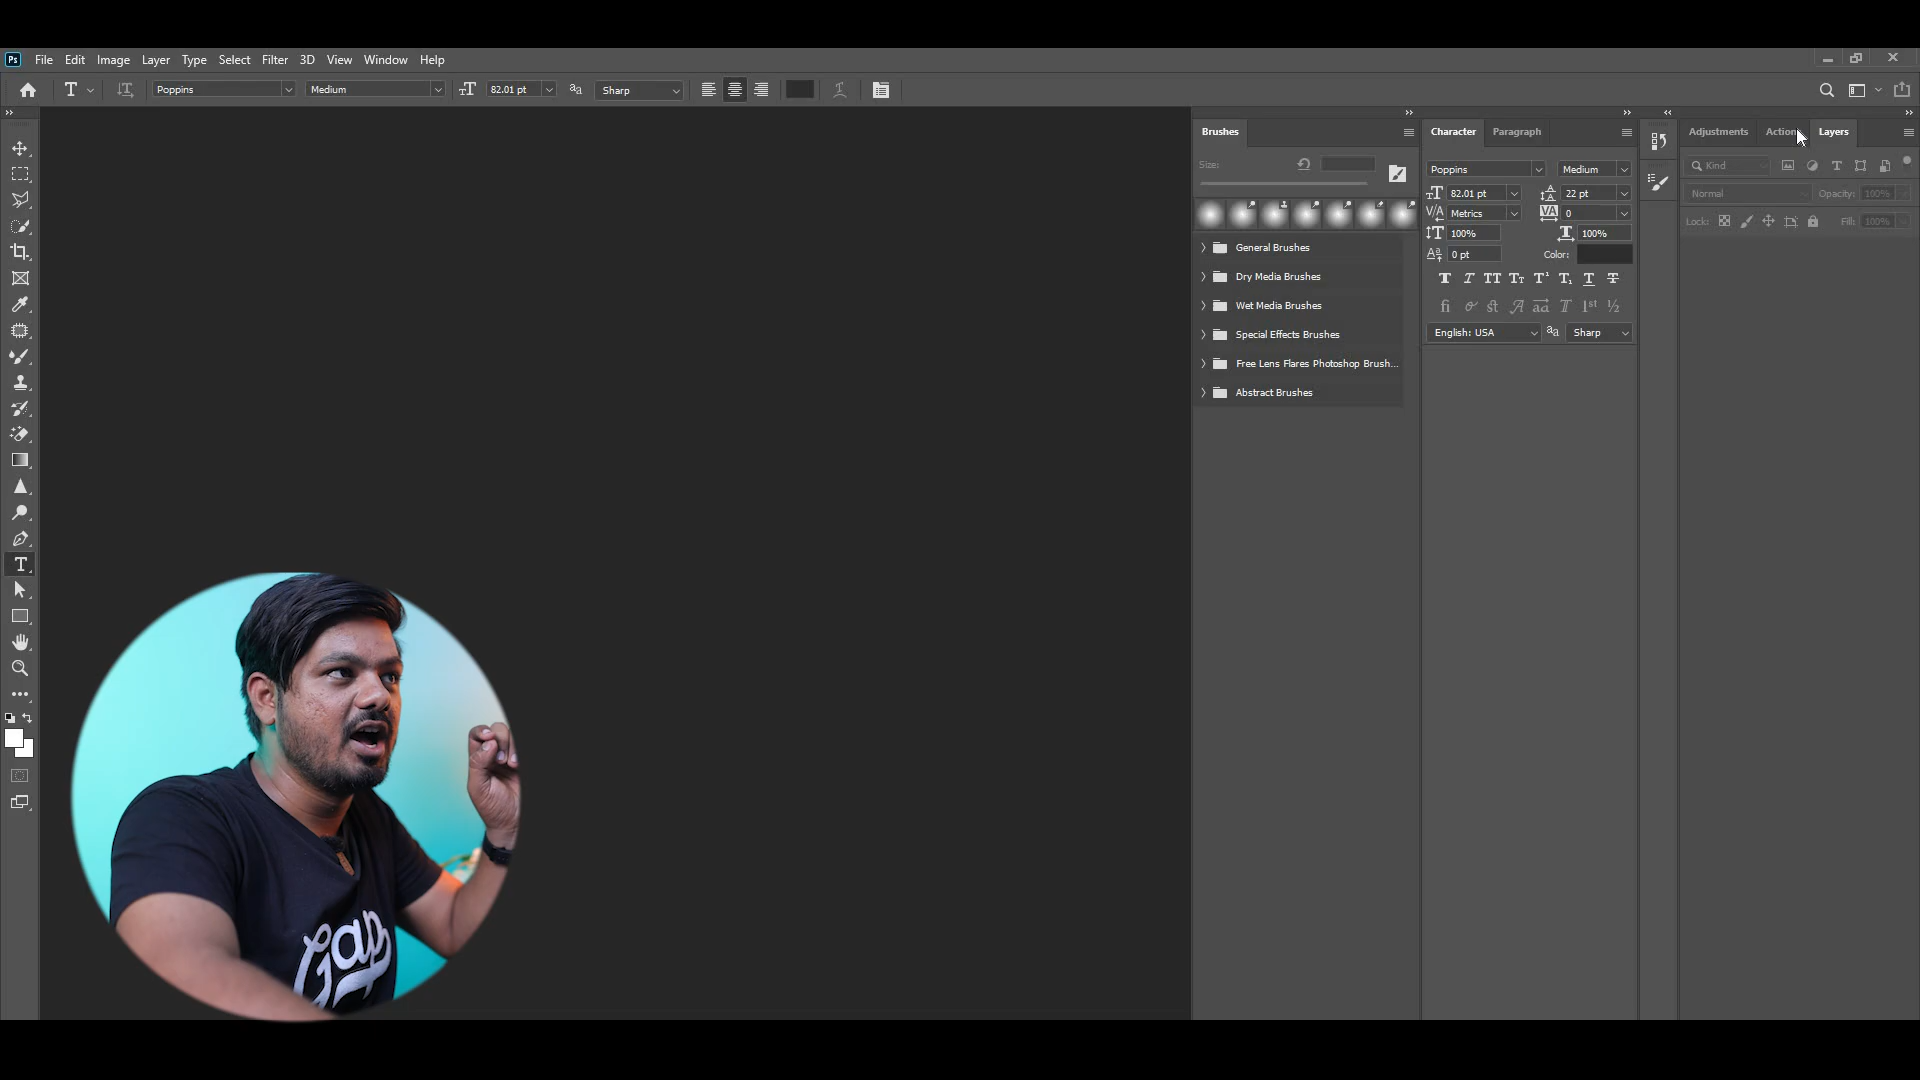 Ps File Edit Image Layer Type Select Filter 3D View Window Help
T Poppins Medium 82.01 pt Sharp
Brushes
Size:
General Brushes
Dry Media Brushes
Wet Media Brushes
Special Effects Brushes
Free Lens Flares Photoshop Brush...
Abstract Brushes
Character Paragraph
Poppins Medium
82.01 pt 22 pt
Metrics 0
100% 100%
0 pt Color:
English: USA Sharp
Adjustments Actions Layers
Kind
Normal Opacity: 100%
Lock: Fill: 100%
Gap